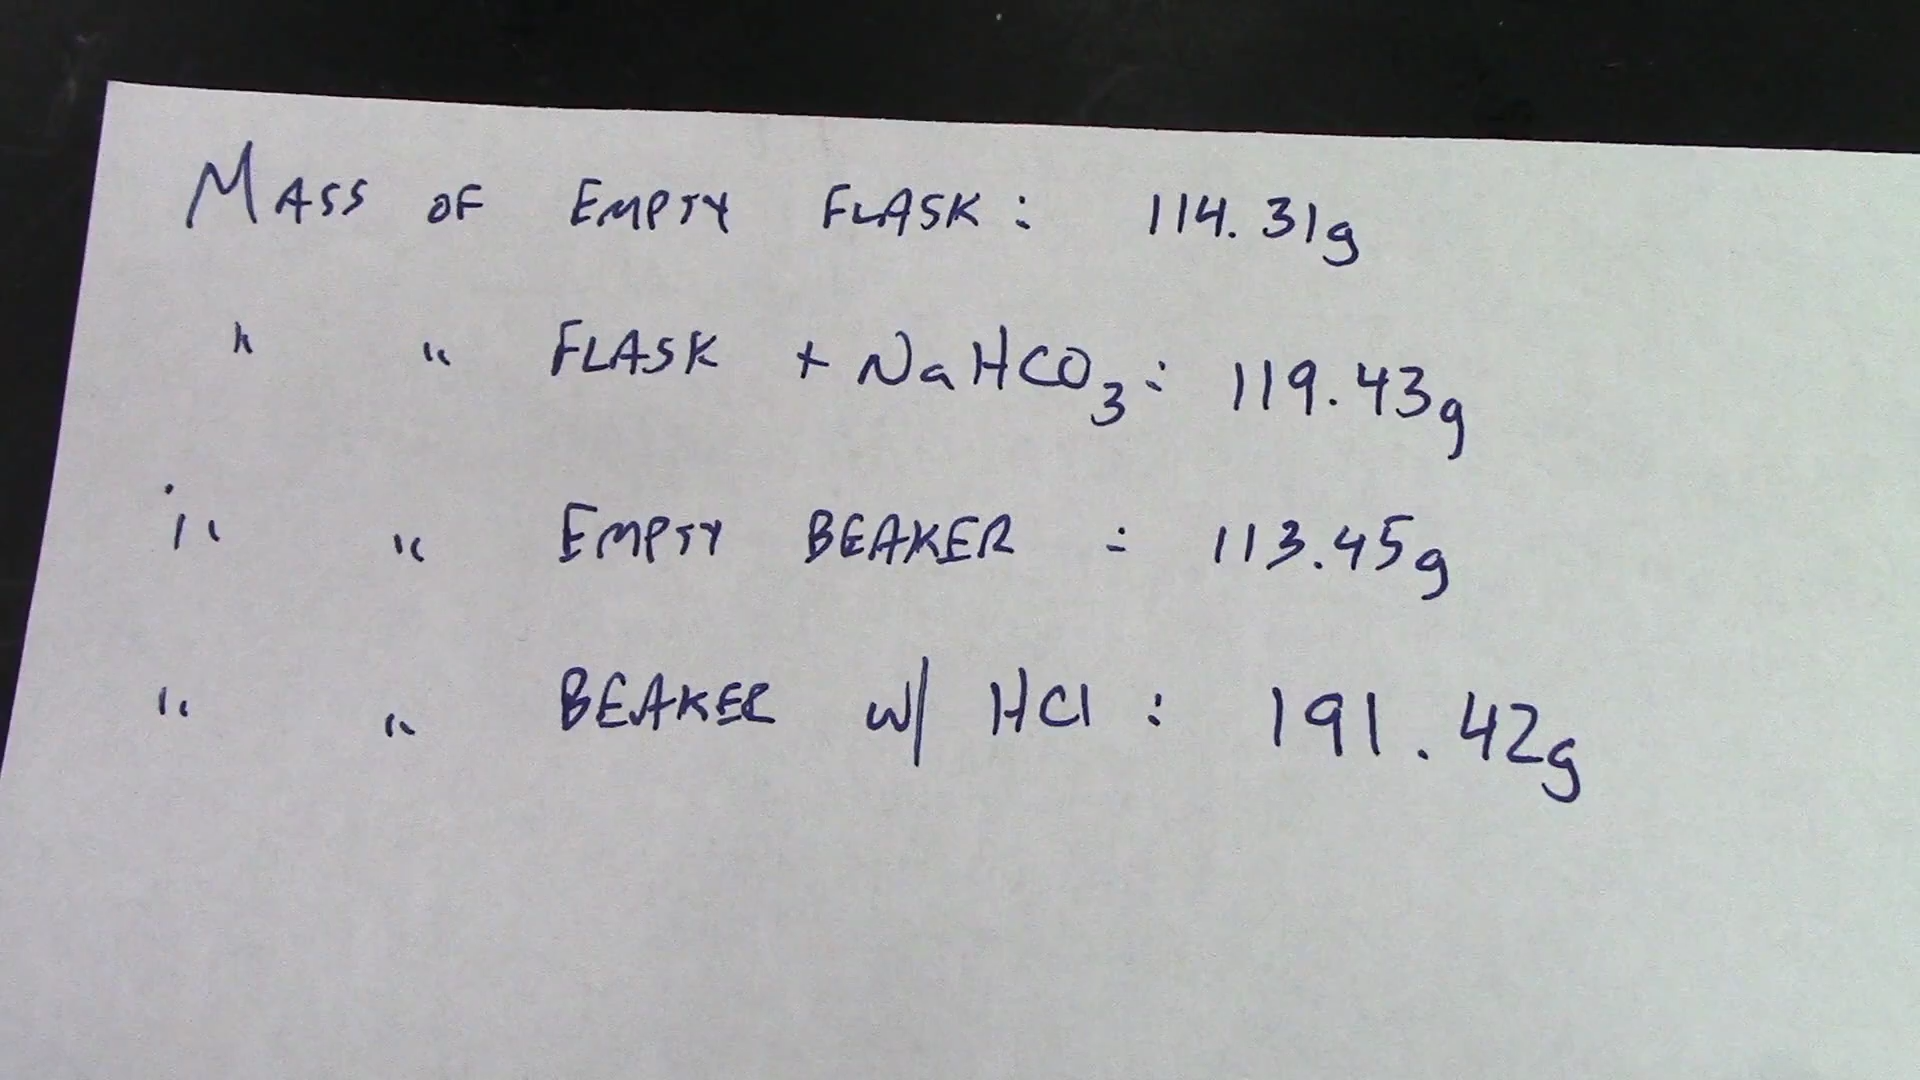 MASS OF EMPTY FLASK: 114.31g
" " FLASK + NaHCO₃: 119.43g
" " EMPTY BEAKER: 113.45g
" " BEAKER w/ HCl: 191.42g